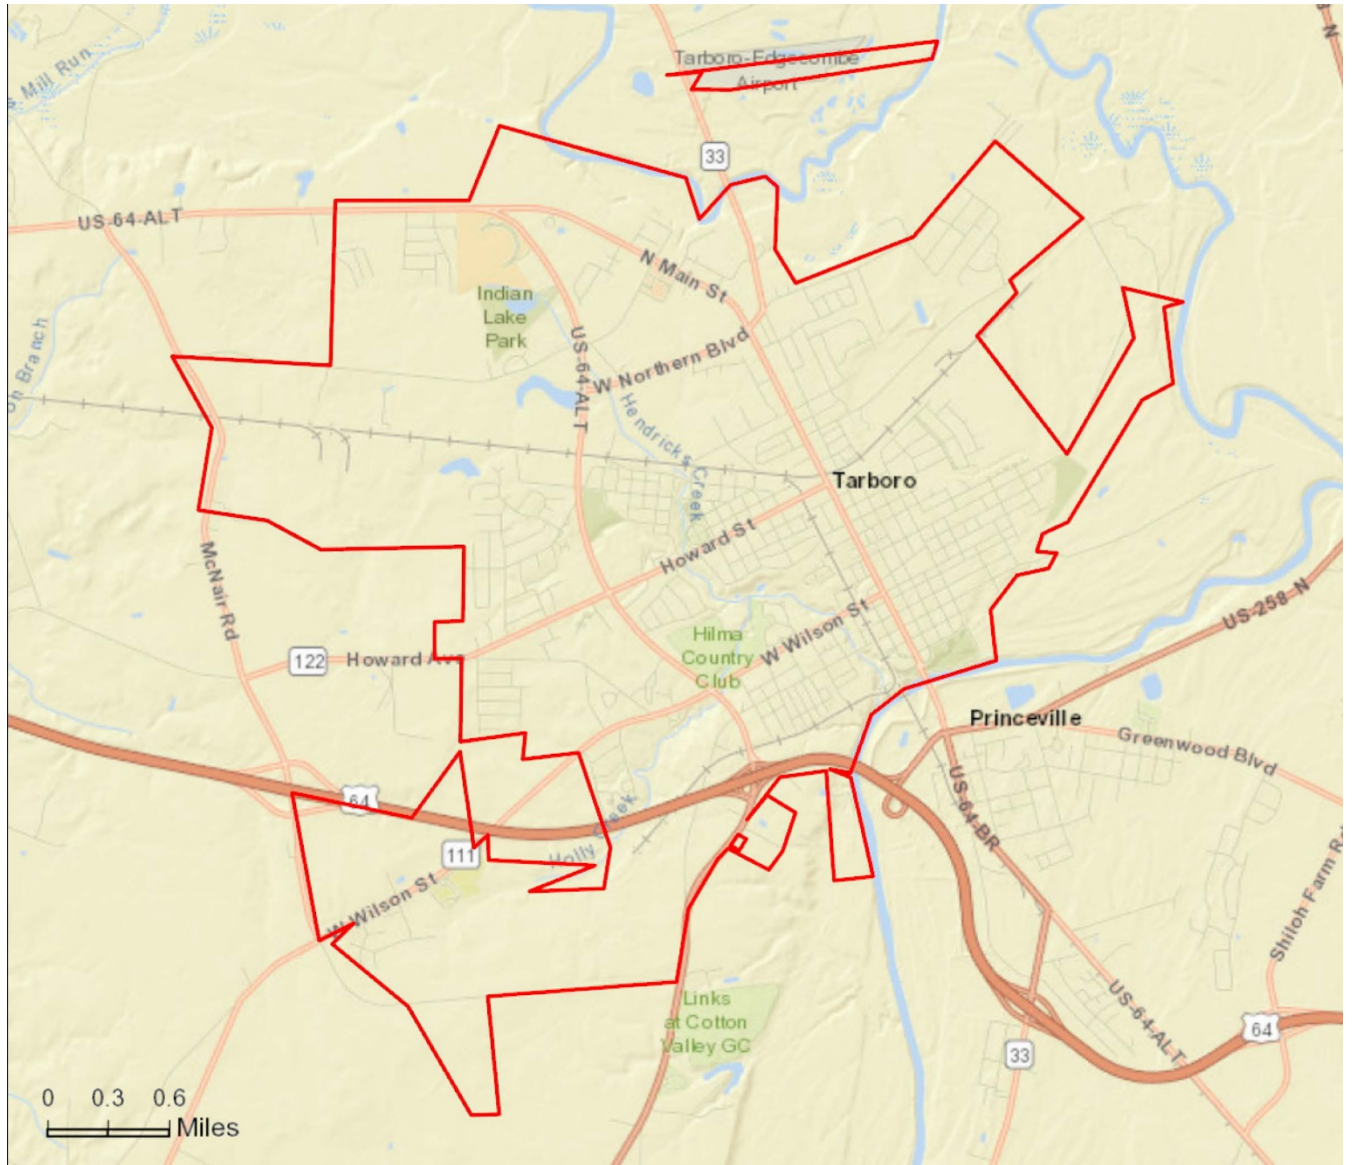 Tarboro-Edgecombe
Airport
N
s Mill Run
33
US-64-ALT
N Main St
Indian
Lake
Park
US-64-ALT
W Northern Blvd
on Branch
Hendricks Creek
Tarboro
Howard St
McNair Rd
US-258 N
W Wilson St
Hilma
Country
Club
122
Howard Ave
Princeville
Greenwood Blvd
64
US-64-BR
Holly Creek
111
W Wilson St
Shiloh Farm Rd
Links
at Cotton
Valley GC
US-64-ALT
64
33
0 0.3 0.6
Miles